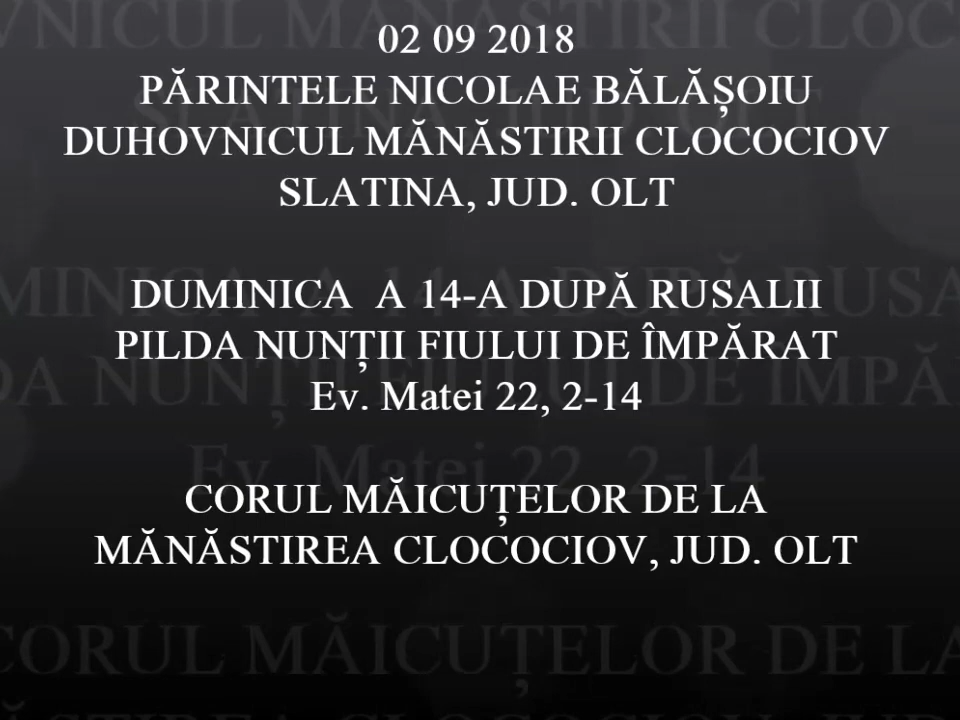 02 09 2018
PĂRINTELE NICOLAE BĂLĂȘOIU
DUHOVNICUL MĂNĂSTIRII CLOCOCIOV
SLATINA, JUD. OLT
DUMINICA A 14-A DUPĂ RUSALII
PILDA NUNȚII FIULUI DE ÎMPĂRAT
Ev. Matei 22, 2-14
CORUL MĂICUȚELOR DE LA
MĂNĂSTIREA CLOCOCIOV, JUD. OLT